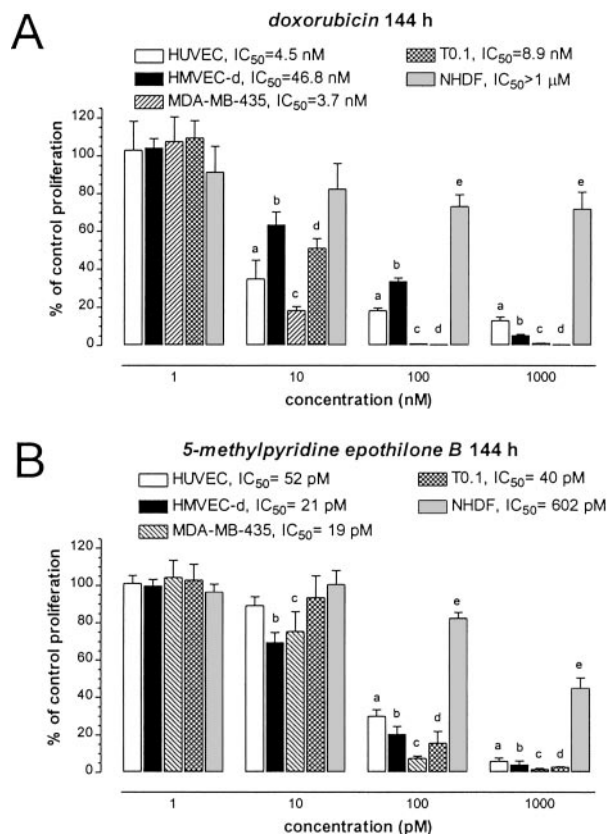 A
doxorubicin 144 h
HUVEC, IC50=4.5 nM
HMVEC-d, IC50=46.8 nM
MDA-MB-435, IC50=3.7 nM
T0.1, IC50=8.9 nM
NHDF, IC50>1 μM
% of control proliferation
120
100
80
60
40
20
0
a b c d
a b c d e
a b c d e
1 10 100 1000
concentration (nM)
B
5-methylpyridine epothilone B 144 h
HUVEC, IC50= 52 pM
HMVEC-d, IC50= 21 pM
MDA-MB-435, IC50= 19 pM
T0.1, IC50= 40 pM
NHDF, IC50= 602 pM
% of control proliferation
120
100
80
60
40
20
0
b c
a b c d e
a b c d e
1 10 100 1000
concentration (pM)